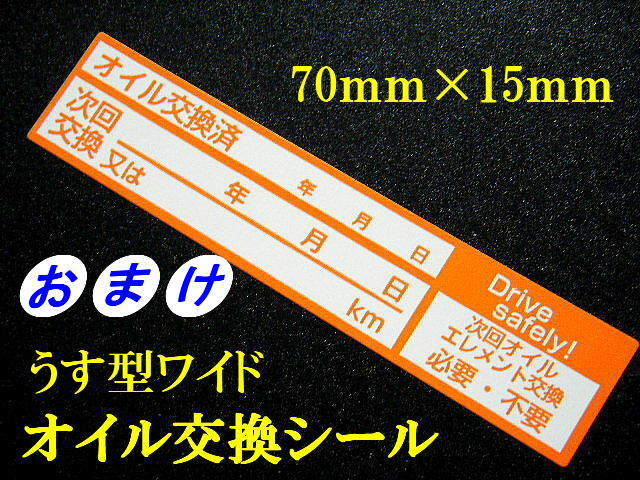 70mm×15mm
オイル交換済
年 月 日
次回
交換 又は
年 月 日
km
Drive
safely!
次回オイル
エレメント交換
必要・不要
おまけ
うす型ワイド
オイル交換シール